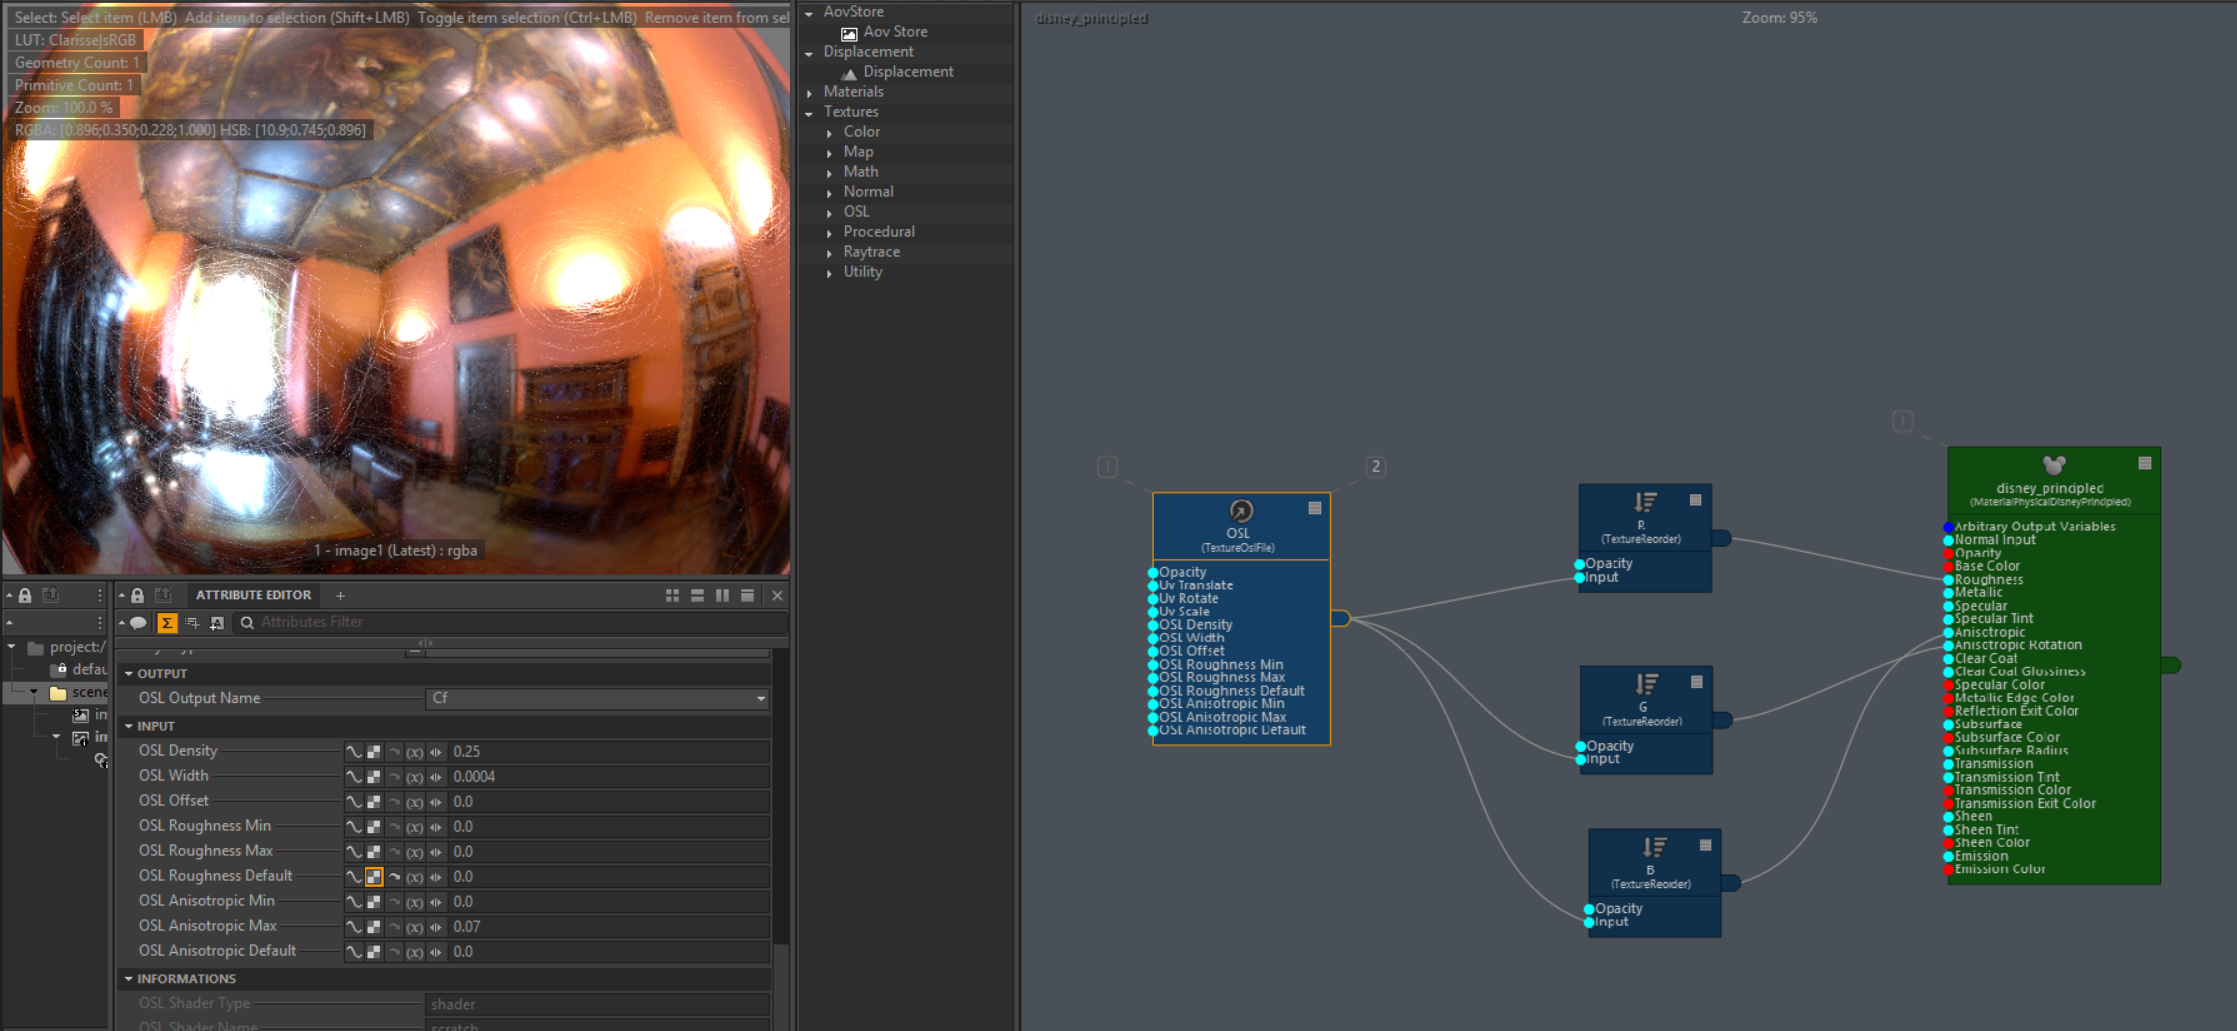 Select: Select item (LMB)  Add item to selection (Shift+LMB)  Toggle item selection (Ctrl+LMB)  Remove item from sel
LUT: Clarisse|sRGB
Geometry Count: 1
Primitive Count: 1
Zoom: 100.0 %
RGBA: [0.896;0.350;0.228;1.000] HSB: [10.9;0.745;0.896]
1 - image1 (Latest) : rgba
ATTRIBUTE EDITOR
Attributes Filter
project:/
defau
scene
im
im
OUTPUT
OSL Output Name Cf
INPUT
OSL Density (x) 0.25
OSL Width (x) 0.0004
OSL Offset (x) 0.0
OSL Roughness Min (x) 0.0
OSL Roughness Max (x) 0.0
OSL Roughness Default (x) 0.0
OSL Anisotropic Min (x) 0.0
OSL Anisotropic Max (x) 0.07
OSL Anisotropic Default (x) 0.0
INFORMATIONS
OSL Shader Type shader
OSL Shader Name scratch
AovStore
Aov Store
Displacement
Displacement
Materials
Textures
Color
Map
Math
Normal
OSL
Procedural
Raytrace
Utility
disney_principled
Zoom: 95%
1
2
OSL
(TextureOslFile)
Opacity
Uv Translate
Uv Rotate
Uv Scale
OSL Density
OSL Width
OSL Offset
OSL Roughness Min
OSL Roughness Max
OSL Roughness Default
OSL Anisotropic Min
OSL Anisotropic Max
OSL Anisotropic Default
R
(TextureReorder)
Opacity
Input
G
(TextureReorder)
Opacity
Input
B
(TextureReorder)
Opacity
Input
disney_principled
(MaterialPhysicalDisneyPrincipled)
Arbitrary Output Variables
Normal Input
Opacity
Base Color
Roughness
Metallic
Specular
Specular Tint
Anisotropic
Anisotropic Rotation
Clear Coat
Clear Coat Glossiness
Specular Color
Metallic Edge Color
Reflection Exit Color
Subsurface
Subsurface Color
Subsurface Radius
Transmission
Transmission Tint
Transmission Color
Transmission Exit Color
Sheen
Sheen Tint
Sheen Color
Emission
Emission Color